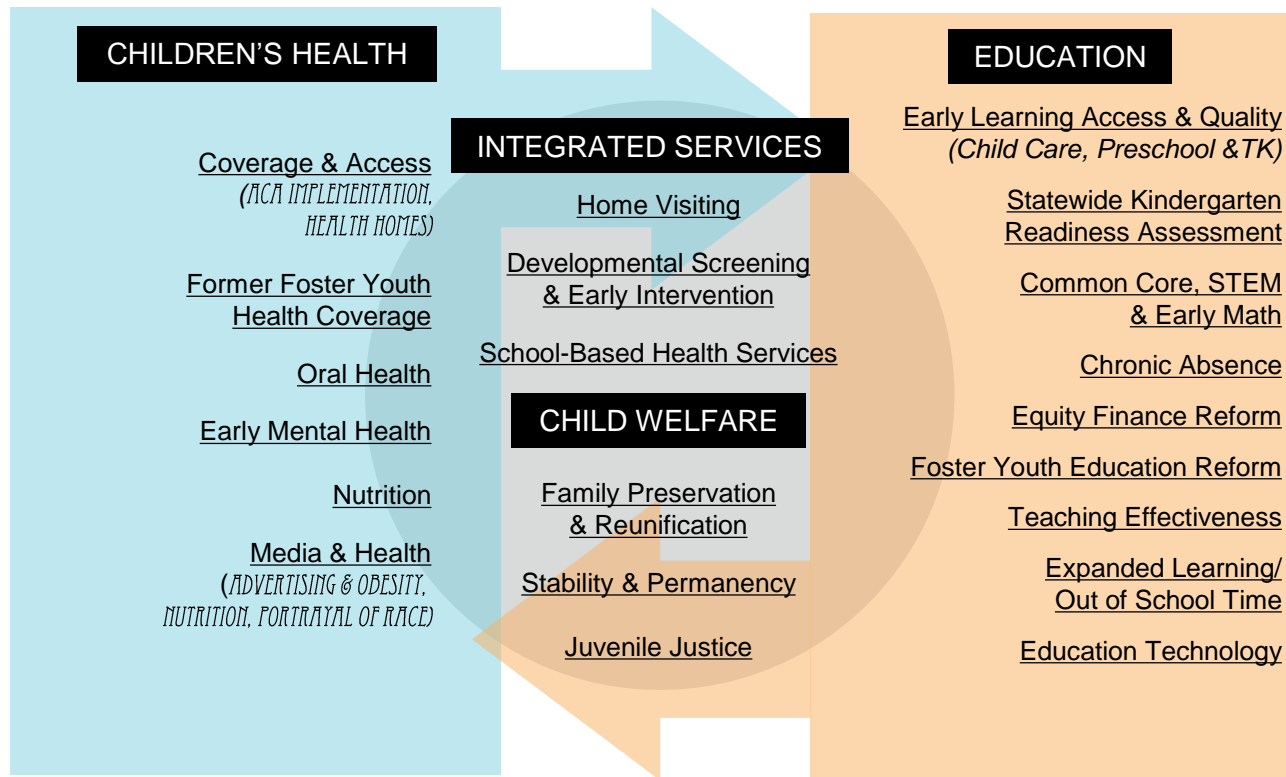 CHILDREN’S HEALTH
Coverage & Access
(ACA IMPLEMENTATION,
HEALTH HOMES)
Former Foster Youth
Health Coverage
Oral Health
Early Mental Health
Nutrition
Media & Health
(ADVERTISING & OBESITY,
NUTRITION, PORTRAYAL OF RACE)
INTEGRATED SERVICES
Home Visiting
Developmental Screening
& Early Intervention
School-Based Health Services
CHILD WELFARE
Family Preservation
& Reunification
Stability & Permanency
Juvenile Justice
EDUCATION
Early Learning Access & Quality
(Child Care, Preschool &TK)
Statewide Kindergarten
Readiness Assessment
Common Core, STEM
& Early Math
Chronic Absence
Equity Finance Reform
Foster Youth Education Reform
Teaching Effectiveness
Expanded Learning/
Out of School Time
Education Technology